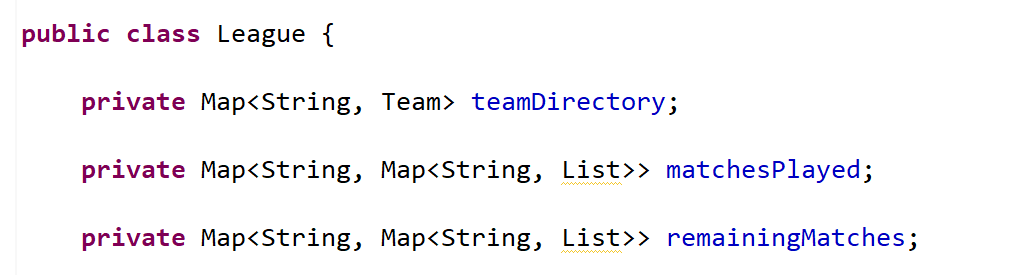 public class League {
private Map<String, Team> teamDirectory;
private Map<String, Map<String, List>> matchesPlayed;
private Map<String, Map<String, List>> remainingMatches;